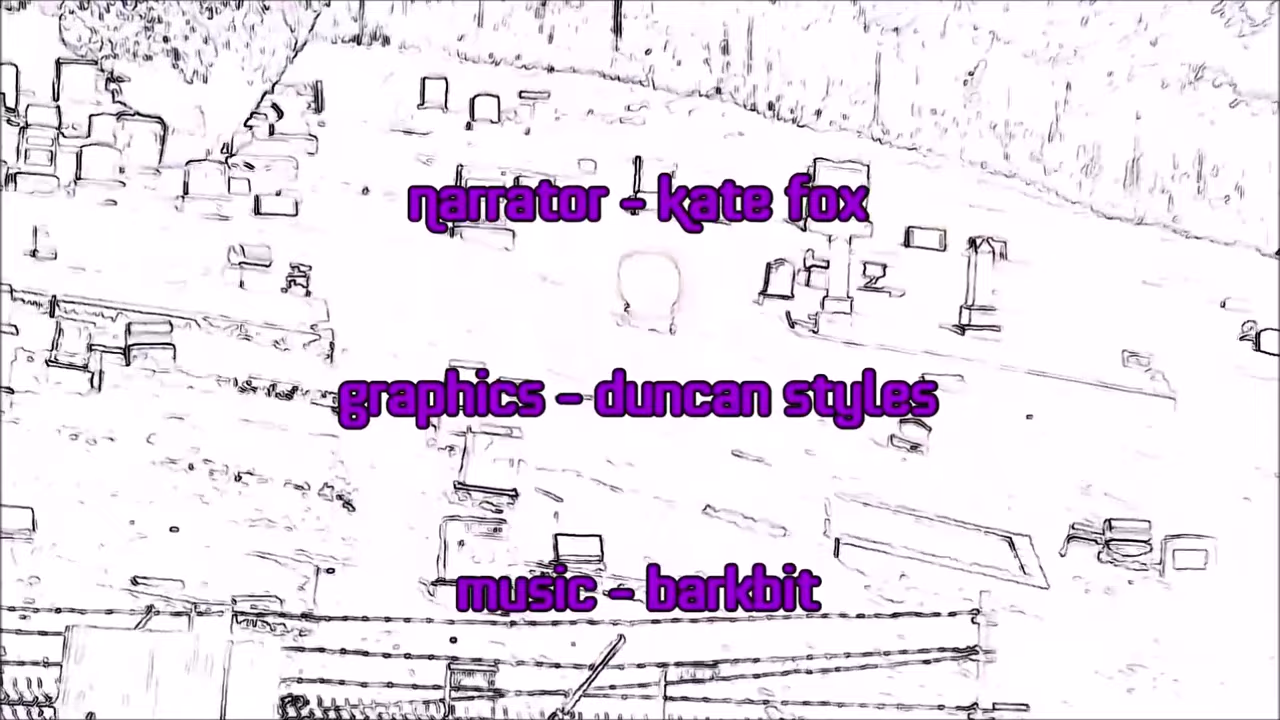 narrator - kate fox
graphics - duncan styles
music - barkbit